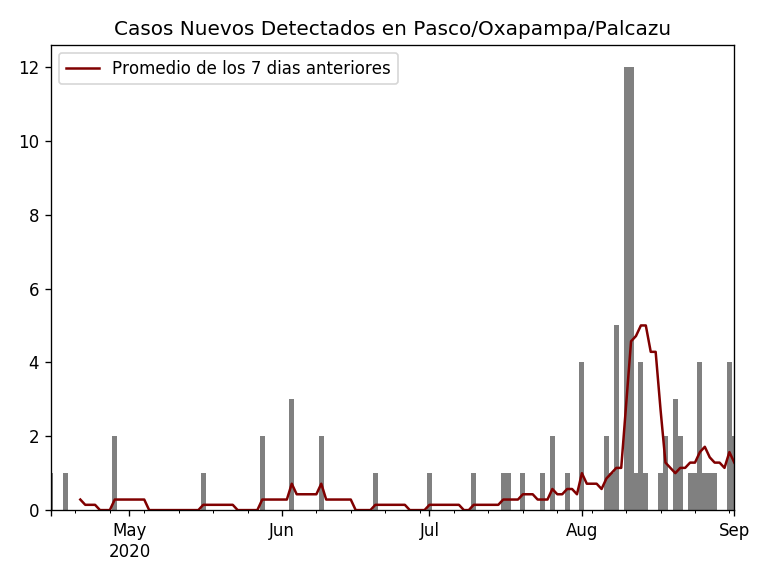 Casos Nuevos Detectados en Pasco/Oxapampa/Palcazu
Promedio de los 7 dias anteriores
12
10
8
6
4
2
0
May
2020
Jun
Jul
Aug
Sep